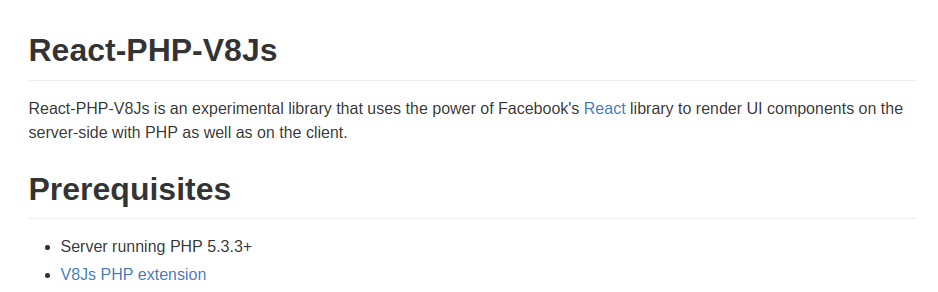 React-PHP-V8Js
React-PHP-V8Js is an experimental library that uses the power of Facebook's React library to render UI components on the
server-side with PHP as well as on the client.
Prerequisites
• Server running PHP 5.3.3+
• V8Js PHP extension